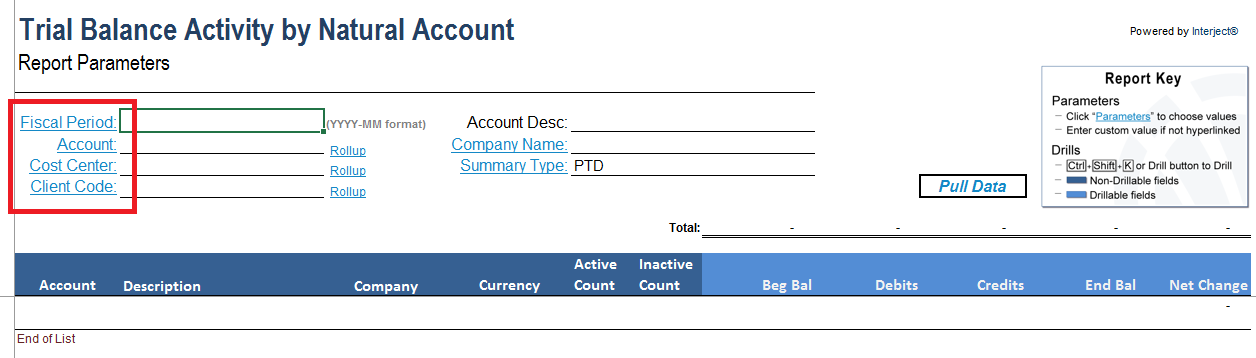 Trial Balance Activity by Natural Account
Powered by Interject®
Report Parameters
Fiscal Period:
(YYYY-MM format)
Account Desc:
Account:
Rollup
Company Name:
Cost Center:
Rollup
Summary Type: PTD
Client Code:
Rollup
Pull Data
Report Key
Parameters
– Click "Parameters" to choose values
– Enter custom value if not hyperlinked
Drills
– Ctrl+Shift+K or Drill button to Drill
– Non-Drillable fields
– Drillable fields
Total: - - - - -
Account Description Company Currency Active Count Inactive Count Beg Bal Debits Credits End Bal Net Change
-
End of List